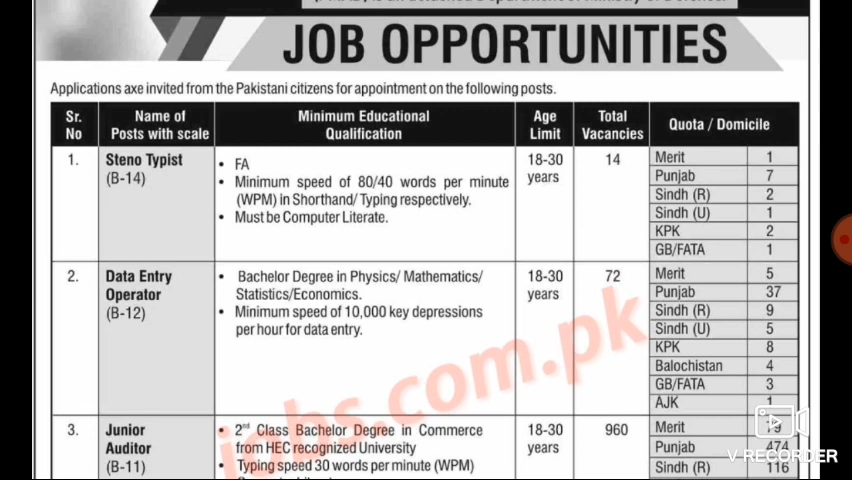 JOB OPPORTUNITIES
Applications axe invited from the Pakistani citizens for appointment on the following posts.
Sr. No Name of Posts with scale Minimum Educational Qualification Age Limit Total Vacancies Quota / Domicile
1. Steno Typist (B-14)
• FA
• Minimum speed of 80/40 words per minute
(WPM) in Shorthand/ Typing respectively.
• Must be Computer Literate.
18-30 years
14
Merit 1
Punjab 7
Sindh (R) 2
Sindh (U) 1
KPK 2
GB/FATA 1
2. Data Entry Operator (B-12)
• Bachelor Degree in Physics/ Mathematics/
Statistics/Economics.
• Minimum speed of 10,000 key depressions
per hour for data entry.
18-30 years
72
Merit 5
Punjab 37
Sindh (R) 9
Sindh (U) 5
KPK 8
Balochistan 4
GB/FATA 3
AJK 1
3. Junior Auditor (B-11)
• 2nd Class Bachelor Degree in Commerce
from HEC recognized University
• Typing speed 30 words per minute (WPM)
18-30 years
960
Merit 79
Punjab 474
Sindh (R) 116
jobs.com.pk
V-RECORDER